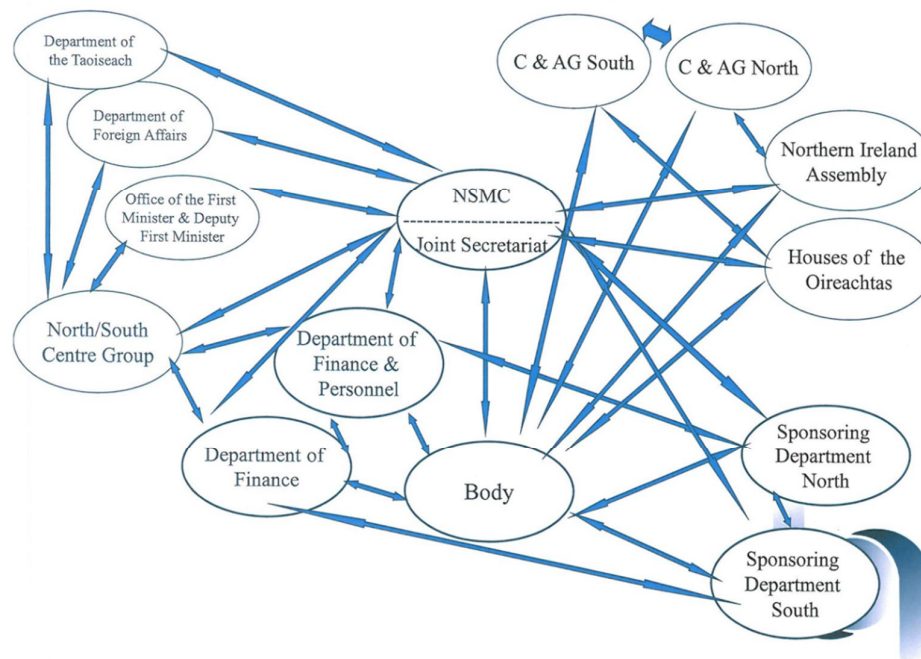 Department of
the Taoiseach
Department of
Foreign Affairs
Office of the First
Minister & Deputy
First Minister
North/South
Centre Group
Department of
Finance &
Personnel
Department of
Finance
NSMC
Joint Secretariat
Body
C & AG South
C & AG North
Northern Ireland
Assembly
Houses of the
Oireachtas
Sponsoring
Department
North
Sponsoring
Department
South